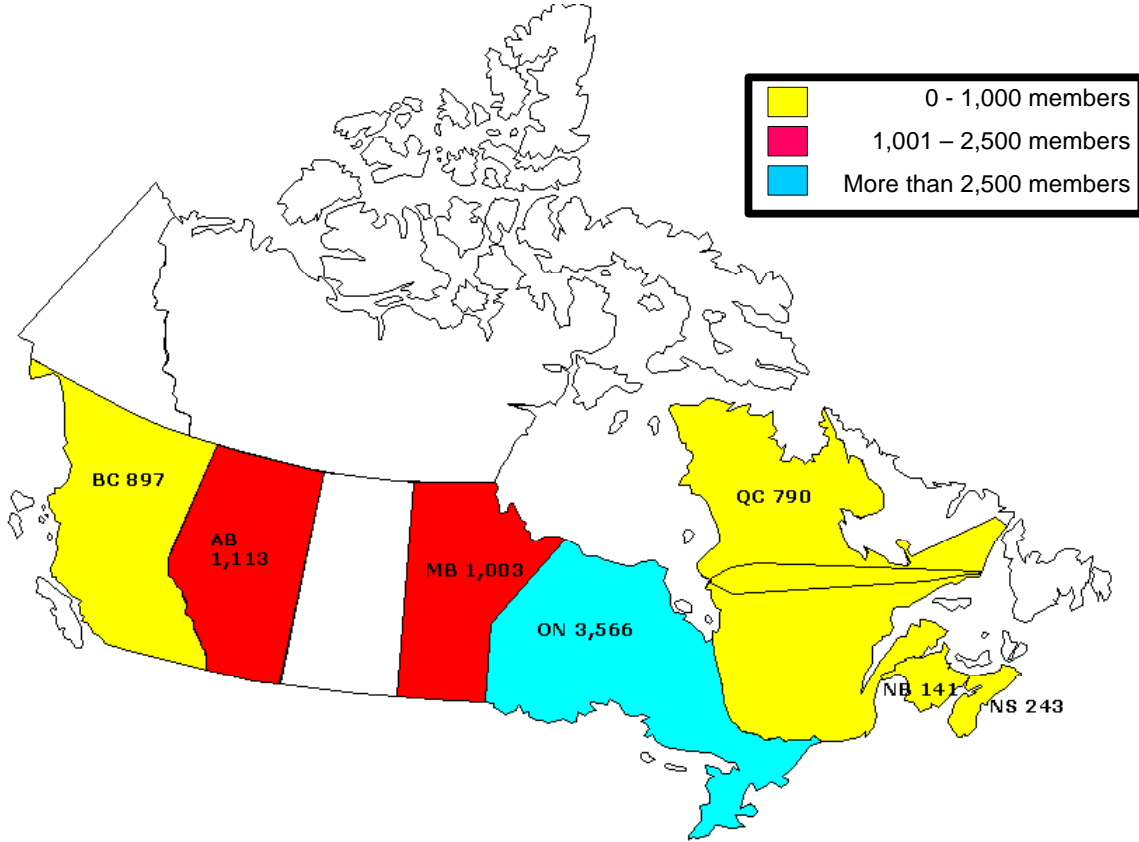 0 - 1,000 members
1,001 – 2,500 members
More than 2,500 members
BC 897
AB
1,113
MB 1,003
ON 3,566
QC 790
NB 141
NS 243